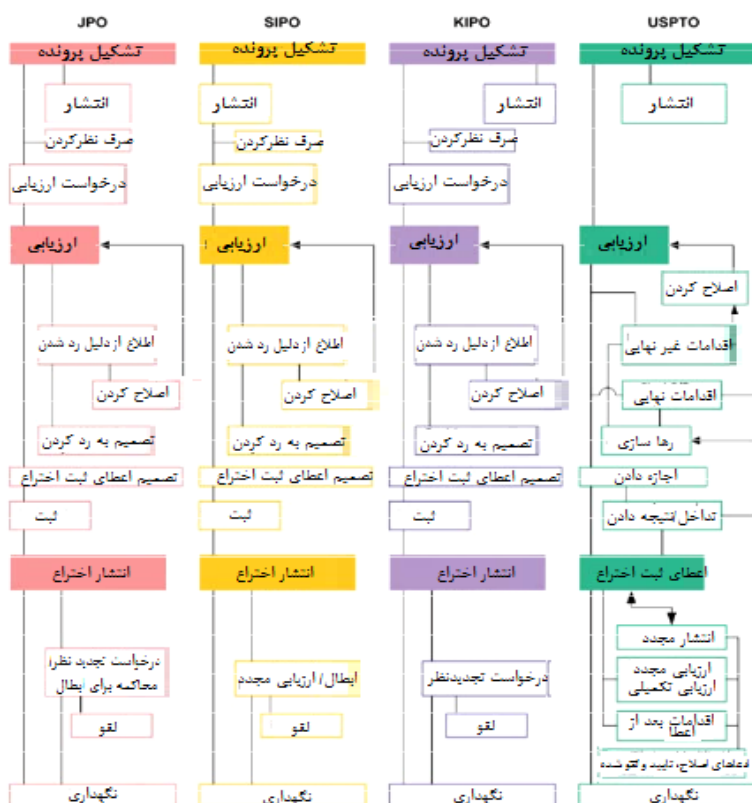 JPO
تشکیل پرونده
انتشار
صرف نظرکردن
درخواست ارزیابی
ارزیابی
اطلاع از دلیل رد شدن
اصلاح کردن
تصمیم به رد کردن
تصمیم اعطای ثبت اختراع
ثبت
انتشار اختراع
درخواست تجدید نظر/
محاکمه برای ابطال
لقو
نگهداری
SIPO
تشکیل پرونده
انتشار
صرف نظرکردن
درخواست ارزیابی
ارزیابی
اطلاع از دلیل رد شدن
اصلاح کردن
تصمیم به رد کردن
تصمیم اعطای ثبت اختراع
ثبت
انتشار اختراع
ابطال/ ارزیابی مجدد
لقو
نگهداری
KIPO
تشکیل پرونده
انتشار
صرف نظرکردن
درخواست ارزیابی
ارزیابی
اطلاع از دلیل رد شدن
اصلاح کردن
تصمیم به رد کردن
تصمیم اعطای ثبت اختراع
ثبت
انتشار اختراع
درخواست تجدیدنظر
لقو
نگهداری
USPTO
تشکیل پرونده
انتشار
ارزیابی
اصلاح کردن
اقدامات غیر نهایی
اقدامات نهایی
رها سازی
اجازه دادن
تداخل/نتیجه دادن
اعطای ثبت اختراع
انتشار مجدد
ارزیابی مجدد
ارزیابی تکمیلی
اقدامات بعد از
اعطا
ادعاهای اصلاح، تایید و شده
نگهداری